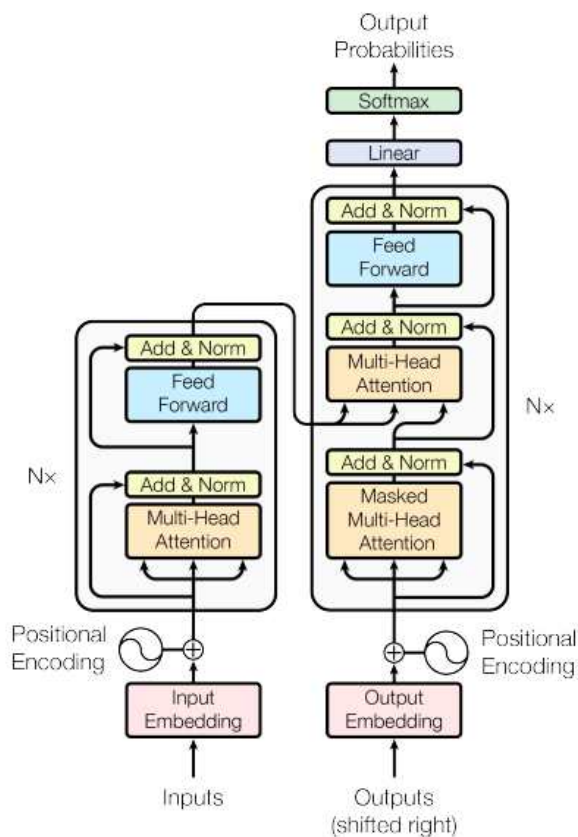 Output
Probabilities
Softmax
Linear
Add & Norm
Feed
Forward
Add & Norm
Multi-Head
Attention
Nx
Add & Norm
Masked
Multi-Head
Attention
Add & Norm
Feed
Forward
Nx
Add & Norm
Multi-Head
Attention
Positional
Encoding
Positional
Encoding
Input
Embedding
Output
Embedding
Inputs
Outputs
(shifted right)